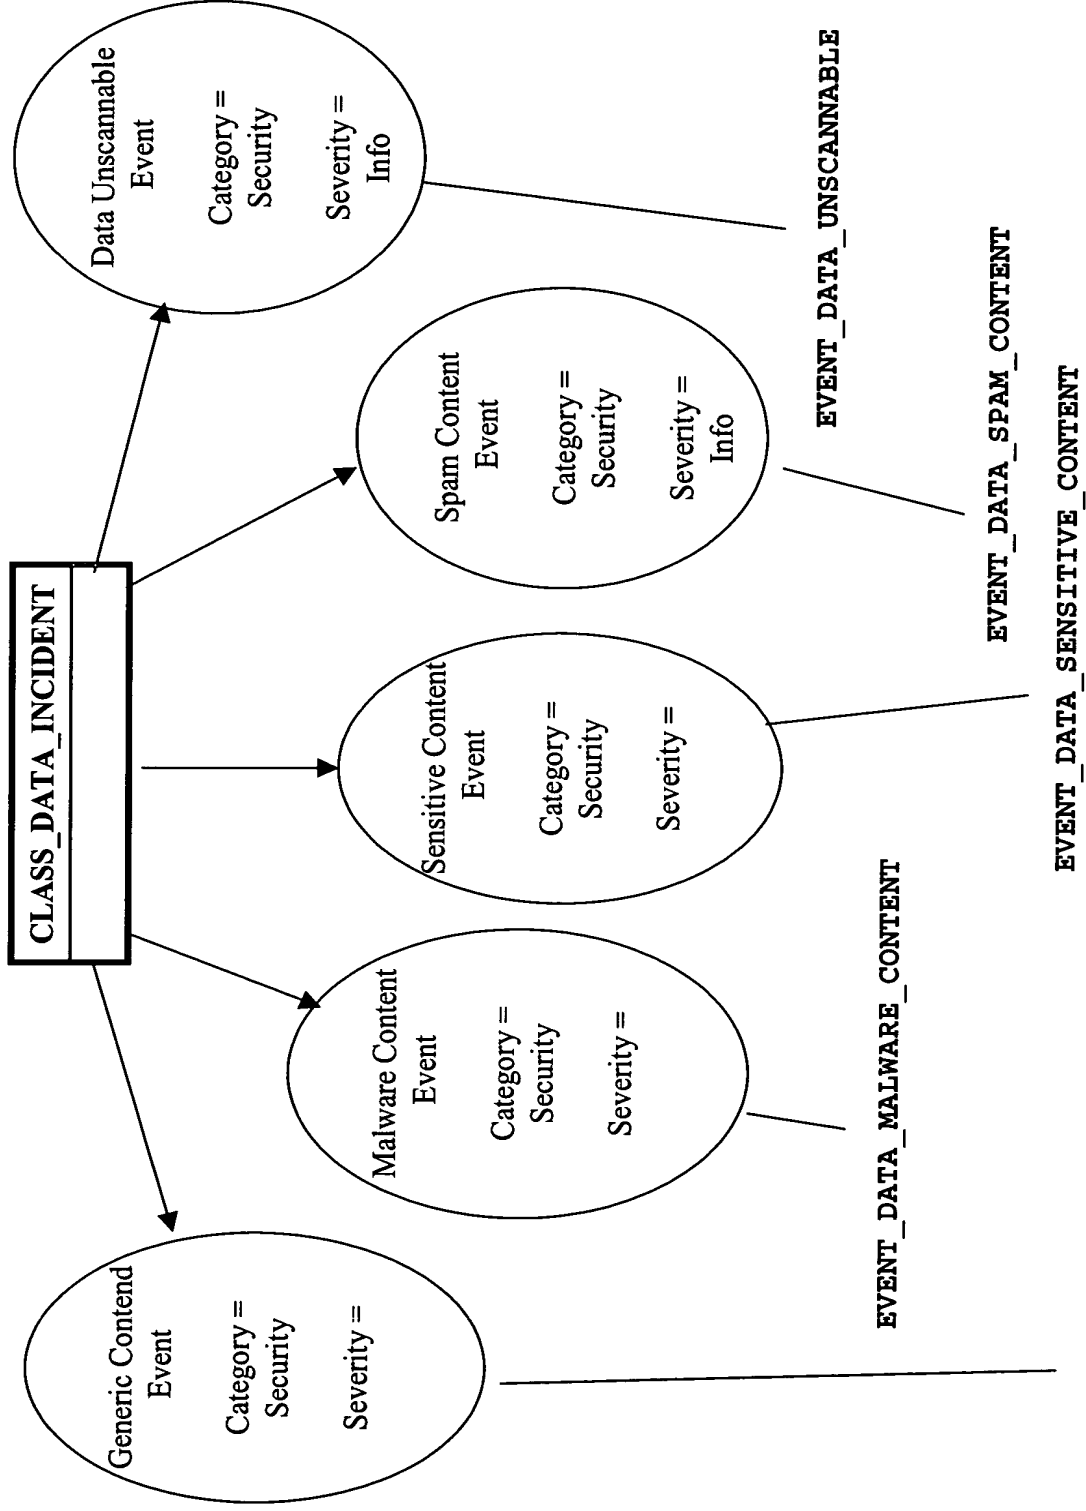 CLASS_DATA_INCIDENT
Generic Contend
Event
Category =
Security
Severity =
Malware Content
Event
Category =
Security
Severity =
Sensitive Content
Event
Category =
Security
Severity =
Spam Content
Event
Category =
Security
Severity =
Info
Data Unscannable
Event
Category =
Security
Severity =
Info
EVENT_DATA_MALWARE_CONTENT
EVENT_DATA_SENSITIVE_CONTENT
EVENT_DATA_SPAM_CONTENT
EVENT_DATA_UNSCANNABLE